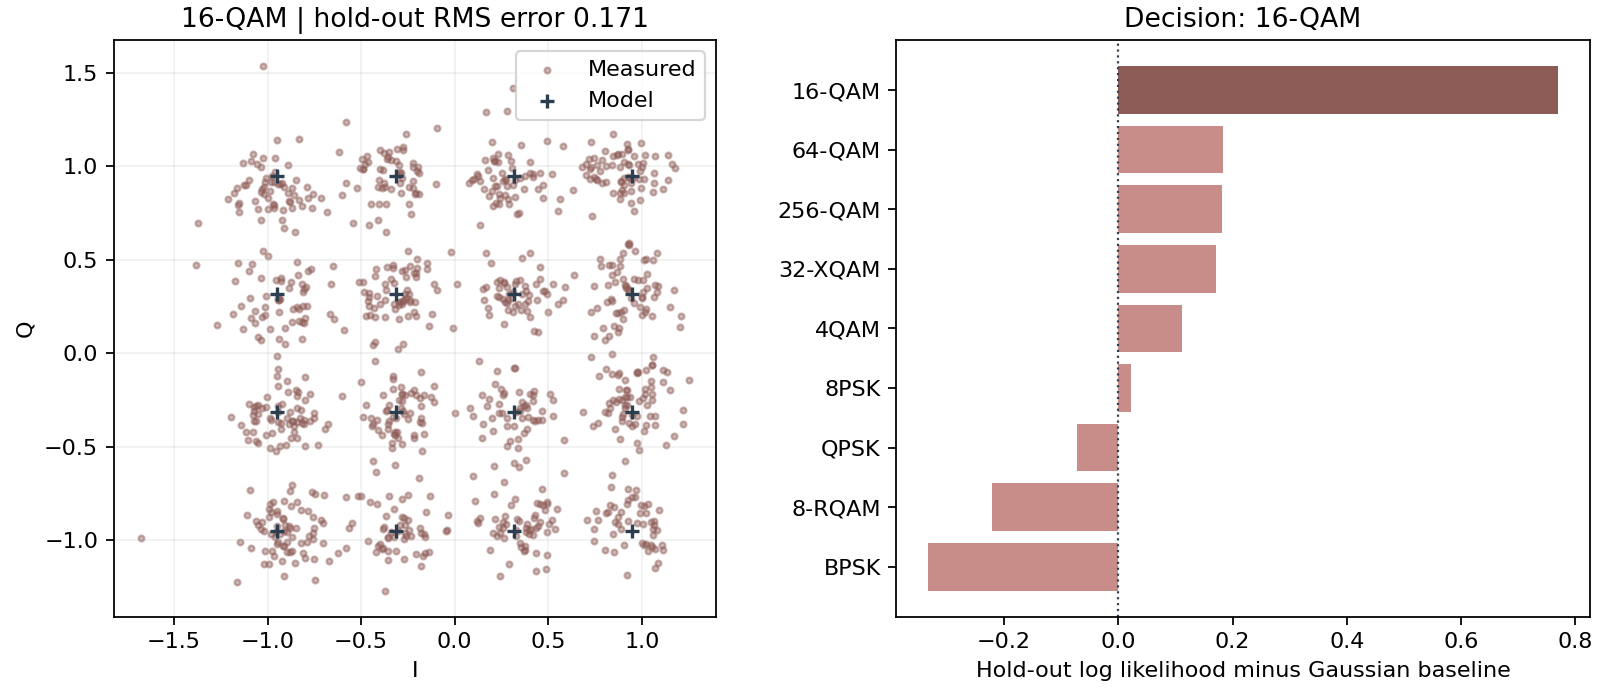 16-QAM | hold-out RMS error 0.171
Measured
Model
1.5
1.0
0.5
0.0
−0.5
−1.0
Q
−1.5
−1.0
−0.5
0.0
0.5
1.0
I
Decision: 16-QAM
16-QAM
64-QAM
256-QAM
32-XQAM
4QAM
8PSK
QPSK
8-RQAM
BPSK
−0.2
0.0
0.2
0.4
0.6
0.8
Hold-out log likelihood minus Gaussian baseline